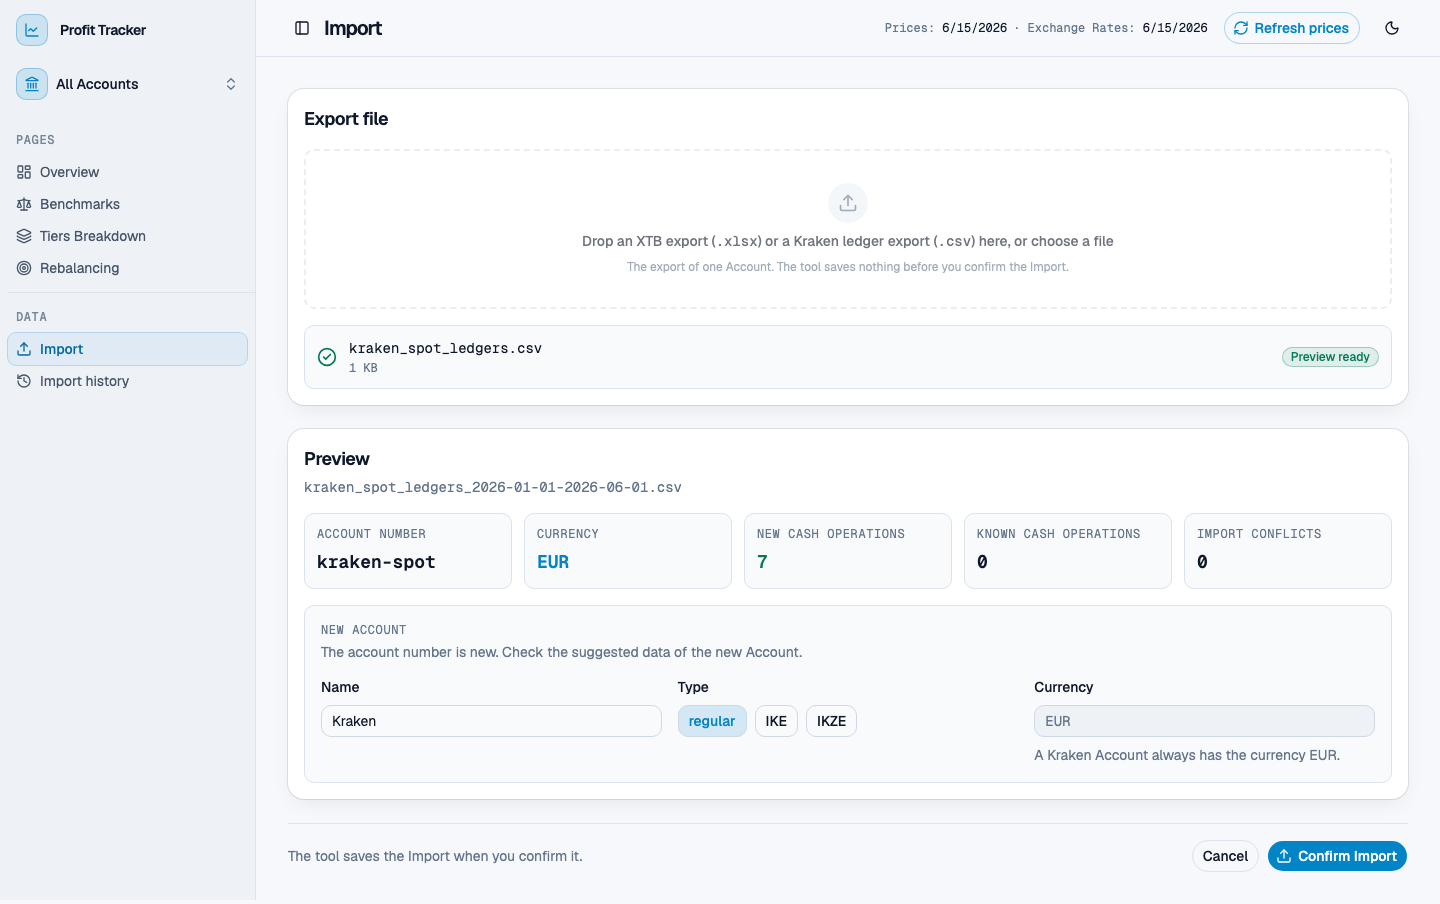 Profit Tracker
All Accounts
PAGES
Overview
Benchmarks
Tiers Breakdown
Rebalancing
DATA
Import
Import history
Import
Prices: 6/15/2026 · Exchange Rates: 6/15/2026
Refresh prices
Export file
Drop an XTB export (.xlsx) or a Kraken ledger export (.csv) here, or choose a file
The export of one Account. The tool saves nothing before you confirm the Import.
kraken_spot_ledgers.csv
1 KB
Preview ready
Preview
kraken_spot_ledgers_2026-01-01-2026-06-01.csv
ACCOUNT NUMBER
kraken-spot
CURRENCY
EUR
NEW CASH OPERATIONS
7
KNOWN CASH OPERATIONS
0
IMPORT CONFLICTS
0
NEW ACCOUNT
The account number is new. Check the suggested data of the new Account.
Name
Kraken
Type
regular
IKE
IKZE
Currency
EUR
A Kraken Account always has the currency EUR.
The tool saves the Import when you confirm it.
Cancel
Confirm Import